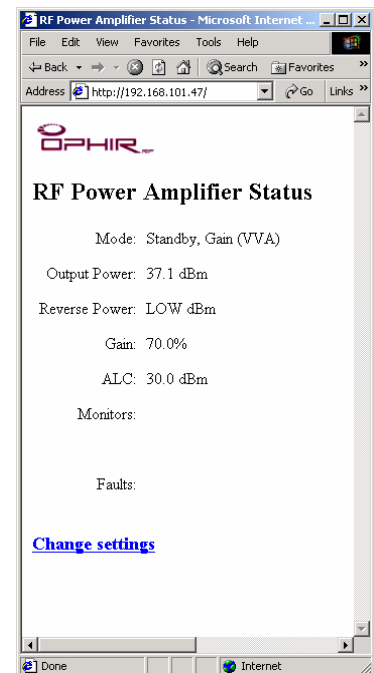 RF Power Amplifier Status - Microsoft Internet ...
File Edit View Favorites Tools Help
Back Search Favorites »
Address http://192.168.101.47/ Go Links »
OPHIR RF
RF Power Amplifier Status
Mode: Standby, Gain (VVA)
Output Power: 37.1 dBm
Reverse Power: LOW dBm
Gain: 70.0%
ALC: 30.0 dBm
Monitors:
Faults:
Change settings
Done Internet